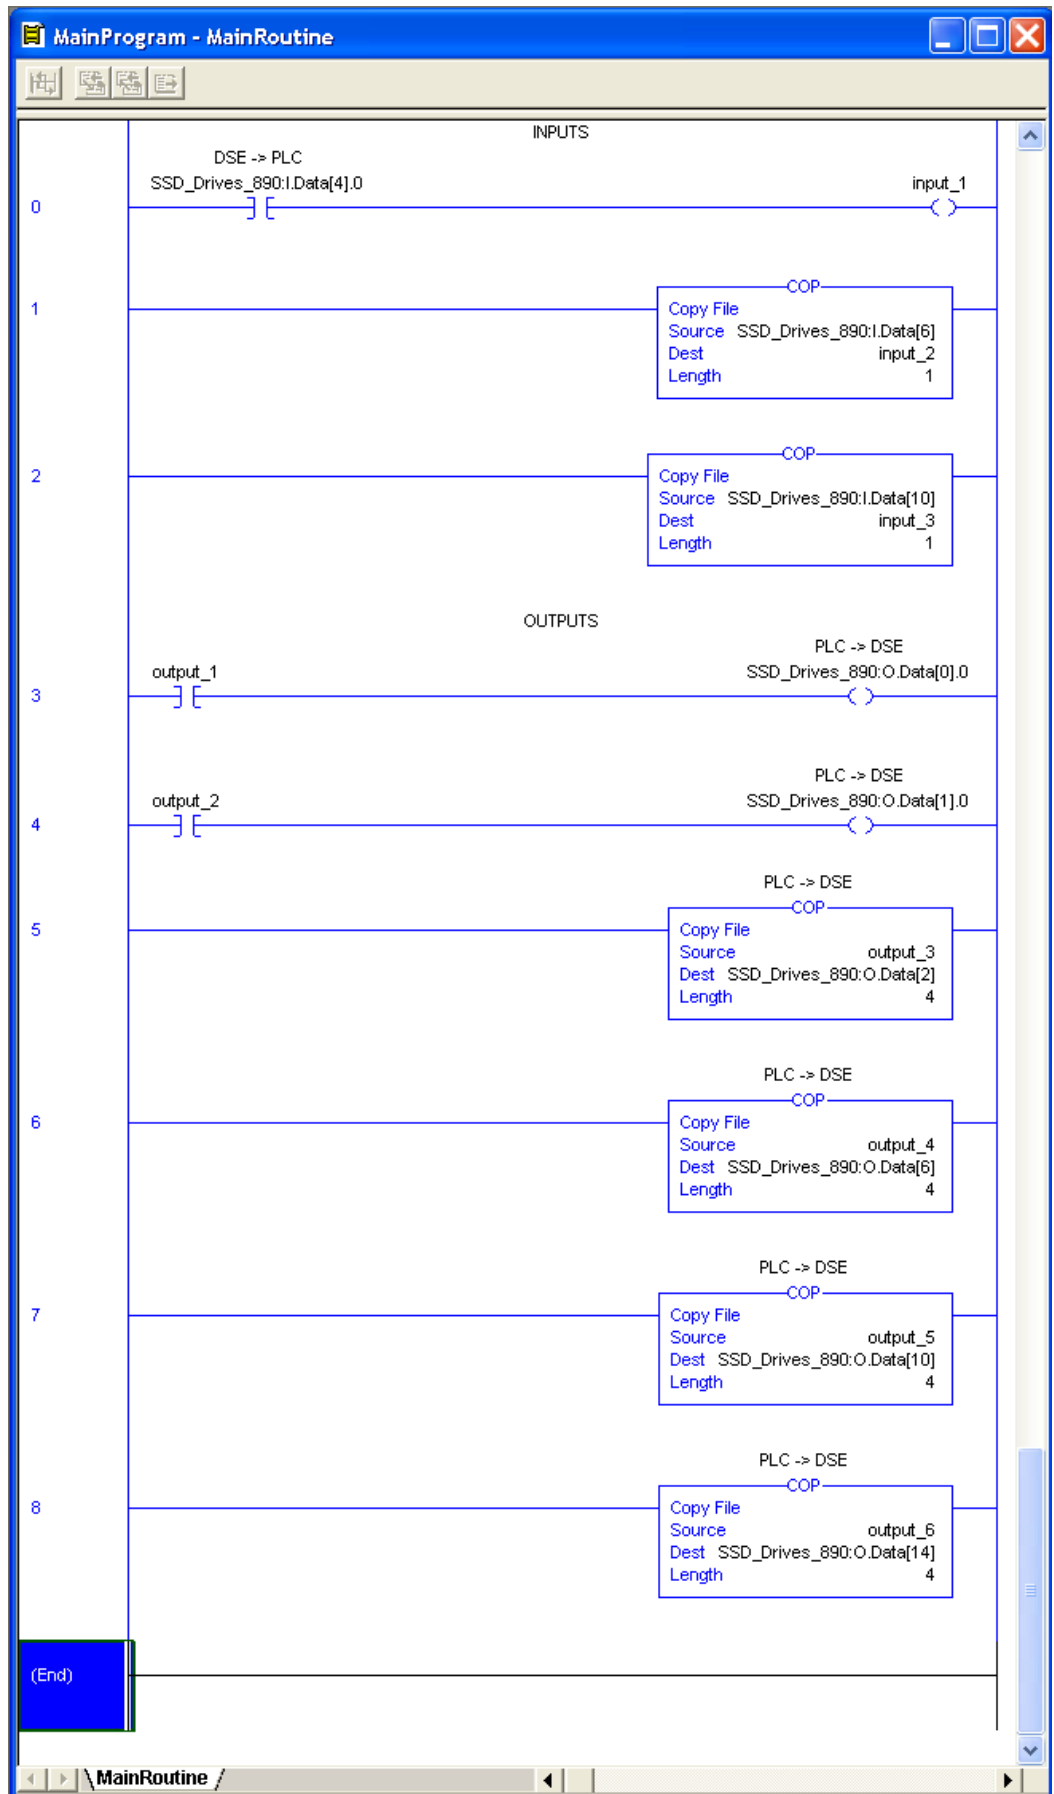 MainProgram - MainRoutine
INPUTS
DSE -> PLC
SSD_Drives_890:I.Data[4].0
input_1
0
COP
1
Copy File
Source SSD_Drives_890:I.Data[6]
Dest input_2
Length 1
COP
2
Copy File
Source SSD_Drives_890:I.Data[10]
Dest input_3
Length 1
OUTPUTS
PLC -> DSE
output_1
SSD_Drives_890:O.Data[0].0
3
PLC -> DSE
output_2
SSD_Drives_890:O.Data[1].0
4
PLC -> DSE
COP
5
Copy File
Source output_3
Dest SSD_Drives_890:O.Data[2]
Length 4
PLC -> DSE
COP
6
Copy File
Source output_4
Dest SSD_Drives_890:O.Data[6]
Length 4
PLC -> DSE
COP
7
Copy File
Source output_5
Dest SSD_Drives_890:O.Data[10]
Length 4
PLC -> DSE
COP
8
Copy File
Source output_6
Dest SSD_Drives_890:O.Data[14]
Length 4
(End)
MainRoutine